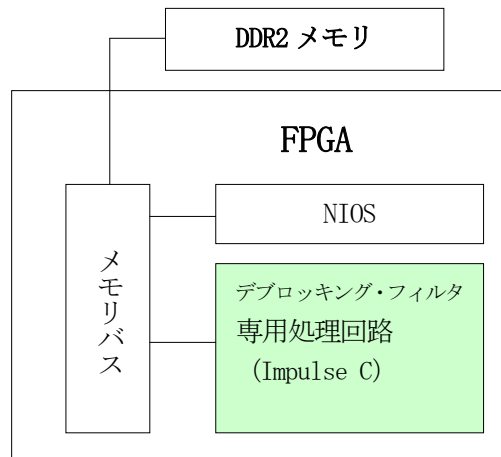 DDR2 メモリ
FPGA
NIOS
メモリバス
デブロッキング・フィルタ
専用処理回路
(Impulse C)